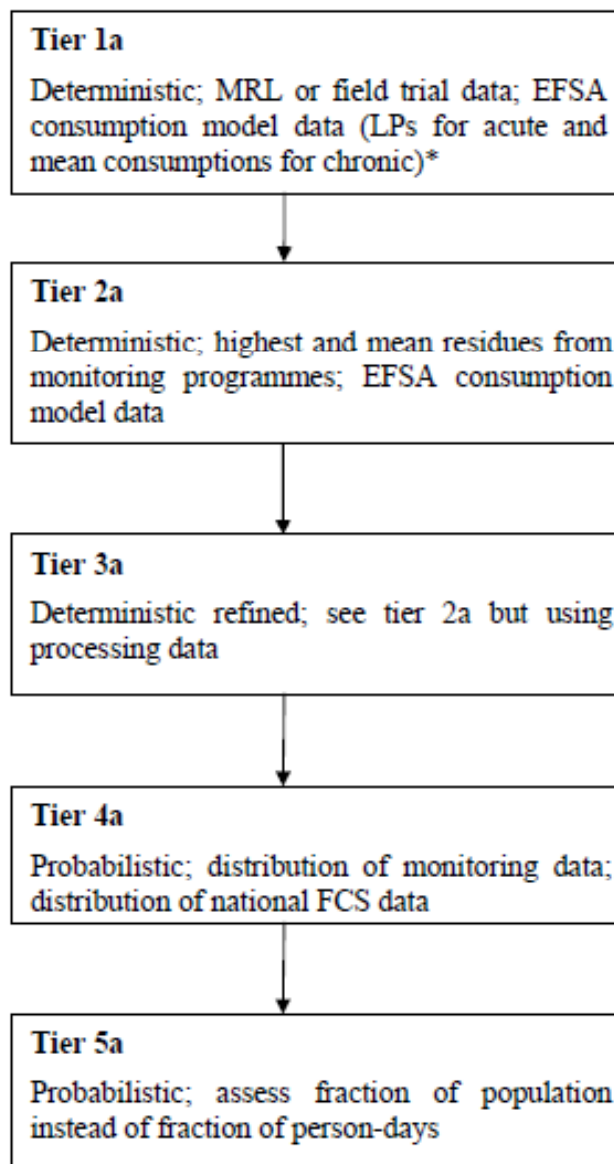 Tier 1a
Deterministic; MRL or field trial data; EFSA
consumption model data (LPs for acute and
mean consumptions for chronic)*
Tier 2a
Deterministic; highest and mean residues from
monitoring programmes; EFSA consumption
model data
Tier 3a
Deterministic refined; see tier 2a but using
processing data
Tier 4a
Probabilistic; distribution of monitoring data;
distribution of national FCS data
Tier 5a
Probabilistic; assess fraction of population
instead of fraction of person-days